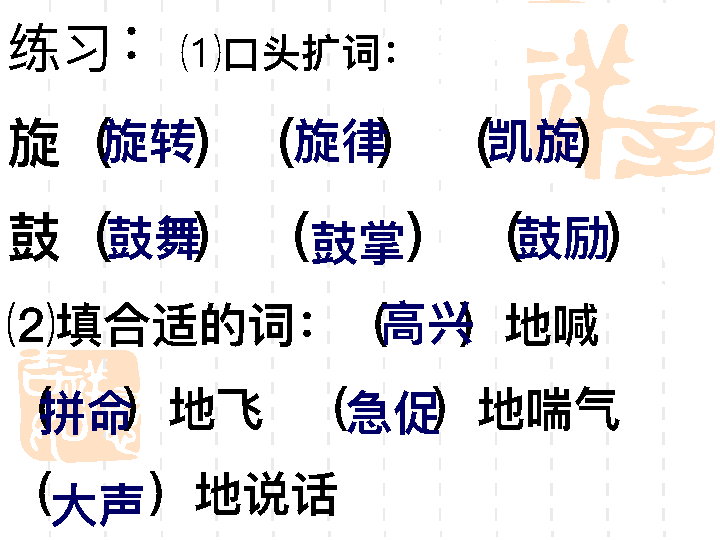 练习：⑴口头扩词：
旋（旋转）（旋律）（凯旋）
鼓（鼓舞）（鼓掌）（鼓励）
⑵填合适的词：（高兴）地喊
（拼命）地飞（急促）地喘气
（大声）地说话